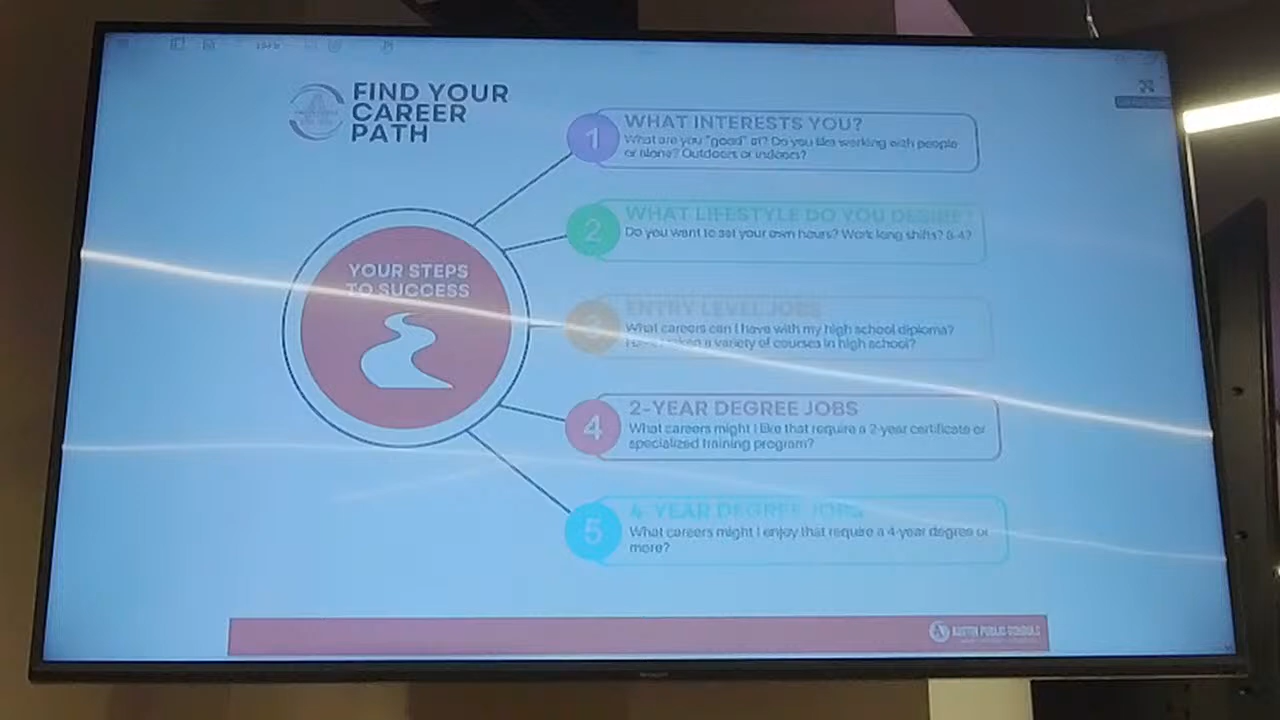 FIND YOUR
CAREER
PATH
YOUR STEPS
TO SUCCESS
1
WHAT INTERESTS YOU?
What are you "good" at? Do you like working with people
or alone? Outdoors or indoors?
2
WHAT LIFESTYLE DO YOU DESIRE?
Do you want to set your own hours? Work long shifts? 8-4?
3
ENTRY LEVEL JOBS
What careers can I have with my high school diploma?
Have I taken a variety of courses in high school?
4
2-YEAR DEGREE JOBS
What careers might I like that require a 2-year certificate or
specialized training program?
5
4-YEAR DEGREE JOBS
What careers might I enjoy that require a 4-year degree or
more?
AUSTIN PUBLIC SCHOOLS